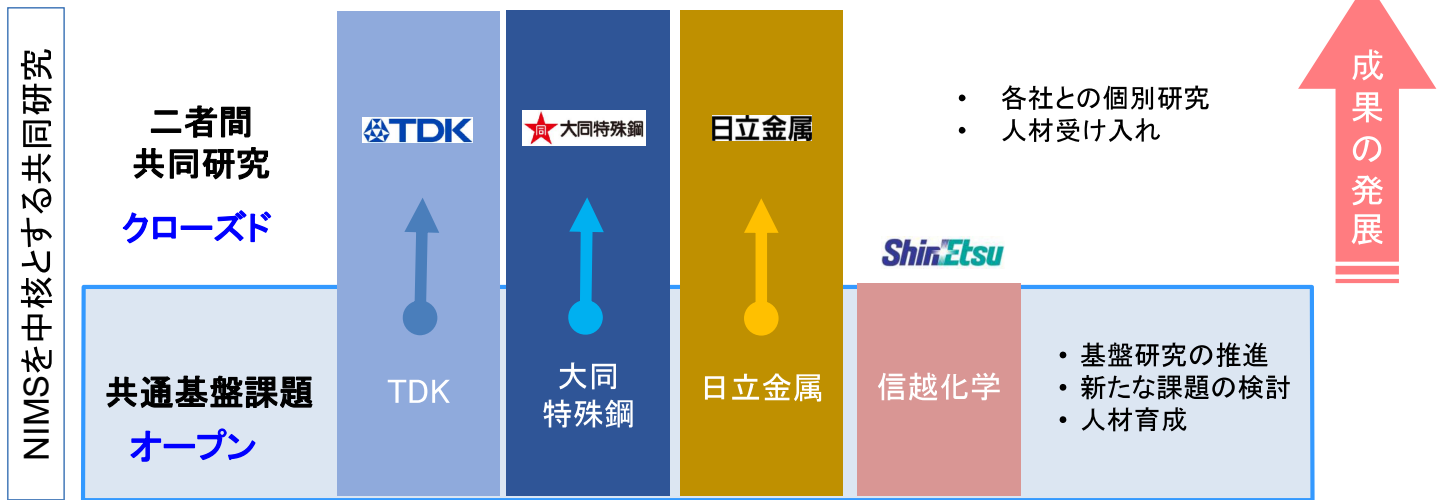 NIMSを中核とする共同研究
二者間
共同研究
クローズド
TDK
同
大同特殊鋼
日立金属
• 各社との個別研究
• 人材受け入れ
成果の発展
ShinEtsu
共通基盤課題
オープン
TDK
大同
特殊鋼
日立金属
信越化学
• 基盤研究の推進
• 新たな課題の検討
• 人材育成